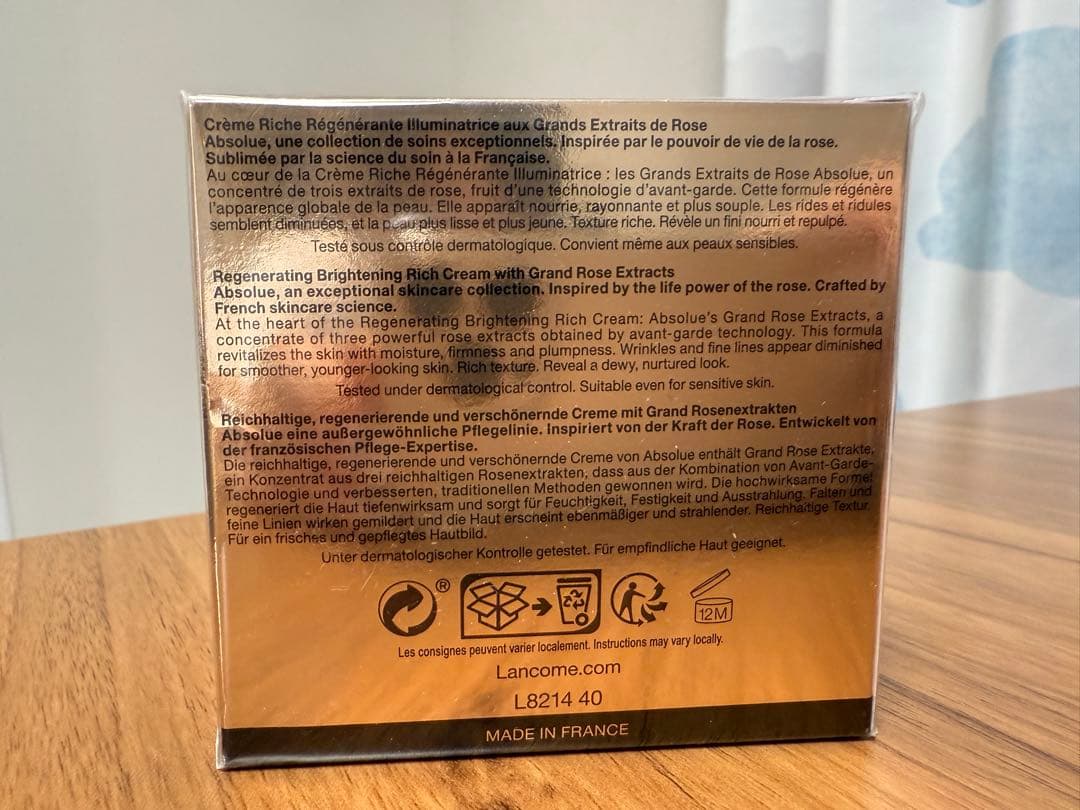 Crème Riche Régénérante Illuminatrice aux Grands Extraits de Rose
Absolue, une collection de soins exceptionnels. Inspirée par le pouvoir de vie de la rose.
Sublimée par la science du soin à la Française.
Au cœur de la Crème Riche Régénérante Illuminatrice : les Grands Extraits de Rose Absolue, un
concentré de trois extraits de rose, fruit d'une technologie d'avant-garde. Cette formule régénère
l'apparence globale de la peau. Elle apparaît nourrie, rayonnante et plus souple. Les rides et ridules
semblent diminuées, et la peau plus lisse et plus jeune. Texture riche. Révèle un fini nourri et repulpé.
Testé sous contrôle dermatologique. Convient même aux peaux sensibles.
Regenerating Brightening Rich Cream with Grand Rose Extracts
Absolue, an exceptional skincare collection. Inspired by the life power of the rose. Crafted by
French skincare science.
At the heart of the Regenerating Brightening Rich Cream: Absolue's Grand Rose Extracts, a
concentrate of three powerful rose extracts obtained by avant-garde technology. This formula
revitalizes the skin with moisture, firmness and plumpness. Wrinkles and fine lines appear diminished
for smoother, younger-looking skin. Rich texture. Reveal a dewy, nurtured look.
Tested under dermatological control. Suitable even for sensitive skin.
Reichhaltige, regenerierende und verschönernde Creme mit Grand Rosenextrakten
Absolue eine außergewöhnliche Pflegelinie. Inspiriert von der Kraft der Rose. Entwickelt von
der französischen Pflege-Expertise.
Die reichhaltige, regenerierende und verschönernde Creme von Absolue enthält Grand Rose Extrakte,
ein Konzentrat aus drei reichhaltigen Rosenextrakten, dass aus der Kombination von Avant-Garde-
Technologie und verbesserten, traditionellen Methoden gewonnen wird. Die hochwirksame Formel
regeneriert die Haut tiefenwirksam und sorgt für Feuchtigkeit, Festigkeit und Ausstrahlung. Falten und
feine Linien wirken gemildert und die Haut erscheint ebenmäßiger und strahlender. Reichhaltige Textur.
Für ein frisches und gepflegtes Hautbild.
Unter dermatologischer Kontrolle getestet. Für empfindliche Haut geeignet.
®
12M
Les consignes peuvent varier localement. Instructions may vary locally.
Lancome.com
L8214 40
MADE IN FRANCE